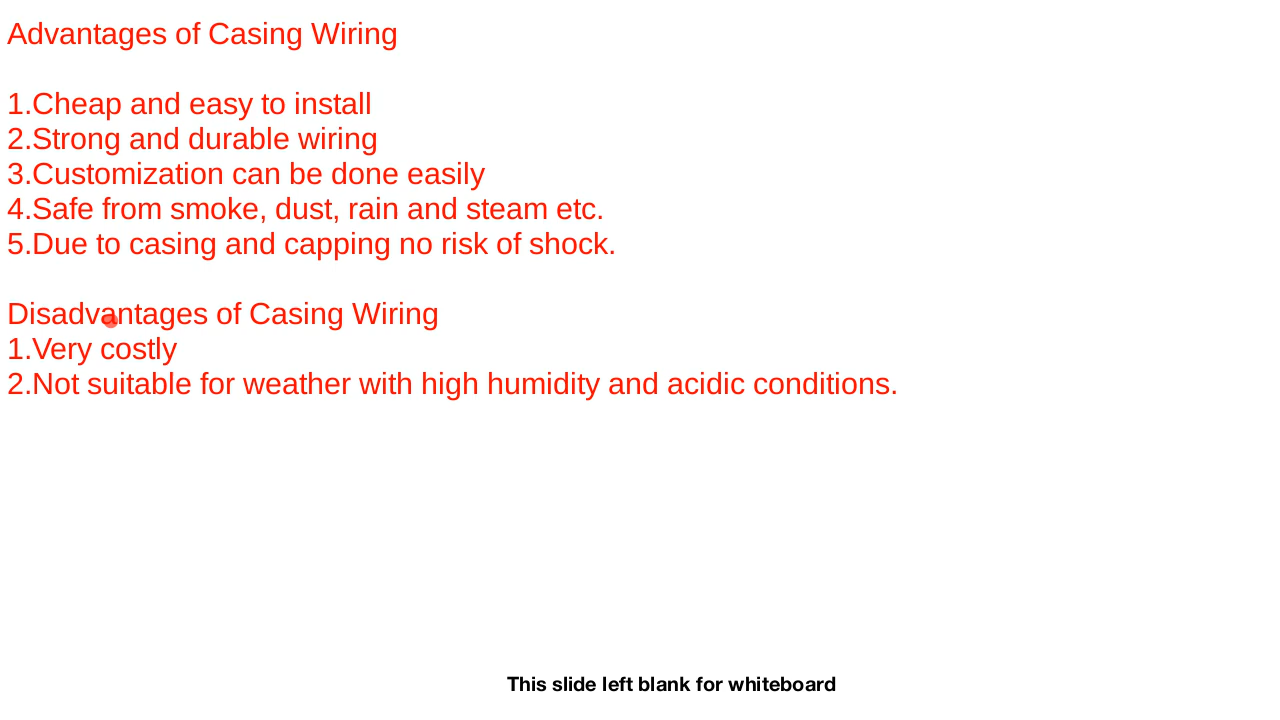 Advantages of Casing Wiring
1.Cheap and easy to install
2.Strong and durable wiring
3.Customization can be done easily
4.Safe from smoke, dust, rain and steam etc.
5.Due to casing and capping no risk of shock.
Disadvantages of Casing Wiring
1.Very costly
2.Not suitable for weather with high humidity and acidic conditions.
This slide left blank for whiteboard